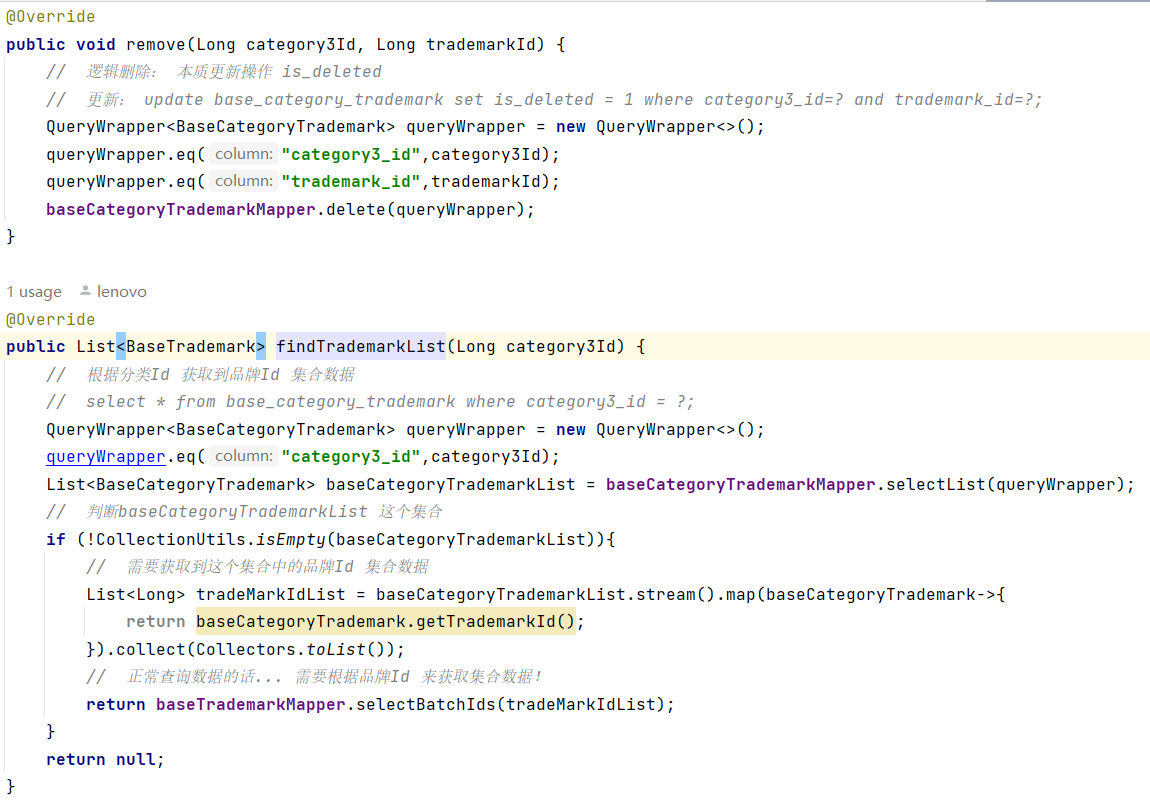 @Override
public void remove(Long category3Id, Long trademarkId) {
//  逻辑删除： 本质更新操作 is_deleted
//  更新： update base_category_trademark set is_deleted = 1 where category3_id=? and trademark_id=?;
QueryWrapper<BaseCategoryTrademark> queryWrapper = new QueryWrapper<>();
queryWrapper.eq( column: "category3_id",category3Id);
queryWrapper.eq( column: "trademark_id",trademarkId);
baseCategoryTrademarkMapper.delete(queryWrapper);
}
1 usage  lenovo
@Override
public List<BaseTrademark> findTrademarkList(Long category3Id) {
//  根据分类Id 获取到品牌Id 集合数据
//  select * from base_category_trademark where category3_id = ?;
QueryWrapper<BaseCategoryTrademark> queryWrapper = new QueryWrapper<>();
queryWrapper.eq( column: "category3_id",category3Id);
List<BaseCategoryTrademark> baseCategoryTrademarkList = baseCategoryTrademarkMapper.selectList(queryWrapper);
//  判断baseCategoryTrademarkList 这个集合
if (!CollectionUtils.isEmpty(baseCategoryTrademarkList)){
//  需要获取到这个集合中的品牌Id 集合数据
List<Long> tradeMarkIdList = baseCategoryTrademarkList.stream().map(baseCategoryTrademark->{
return baseCategoryTrademark.getTrademarkId();
}).collect(Collectors.toList());
//  正常查询数据的话... 需要根据品牌Id 来获取集合数据!
return baseTrademarkMapper.selectBatchIds(tradeMarkIdList);
}
return null;
}